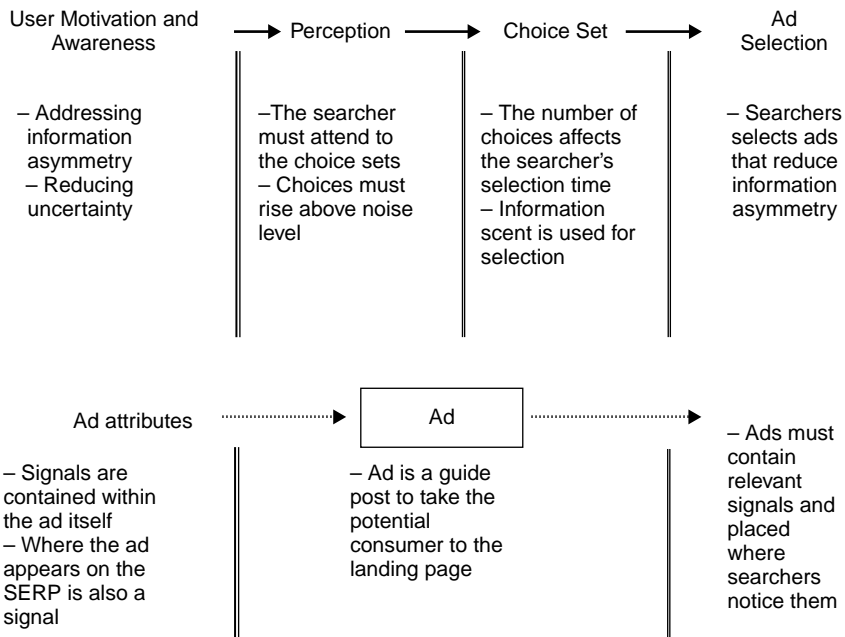 User Motivation and
Awareness
Perception
Choice Set
Ad
Selection
– Addressing
information
asymmetry
– Reducing
uncertainty
–The searcher
must attend to
the choice sets
– Choices must
rise above noise
level
– The number of
choices affects
the searcher's
selection time
– Information
scent is used for
selection
– Searchers
selects ads
that reduce
information
asymmetry
Ad attributes
Ad
– Signals are
contained within
the ad itself
– Where the ad
appears on the
SERP is also a
signal
– Ad is a guide
post to take the
potential
consumer to the
landing page
– Ads must
contain
relevant
signals and
placed
where
searchers
notice them